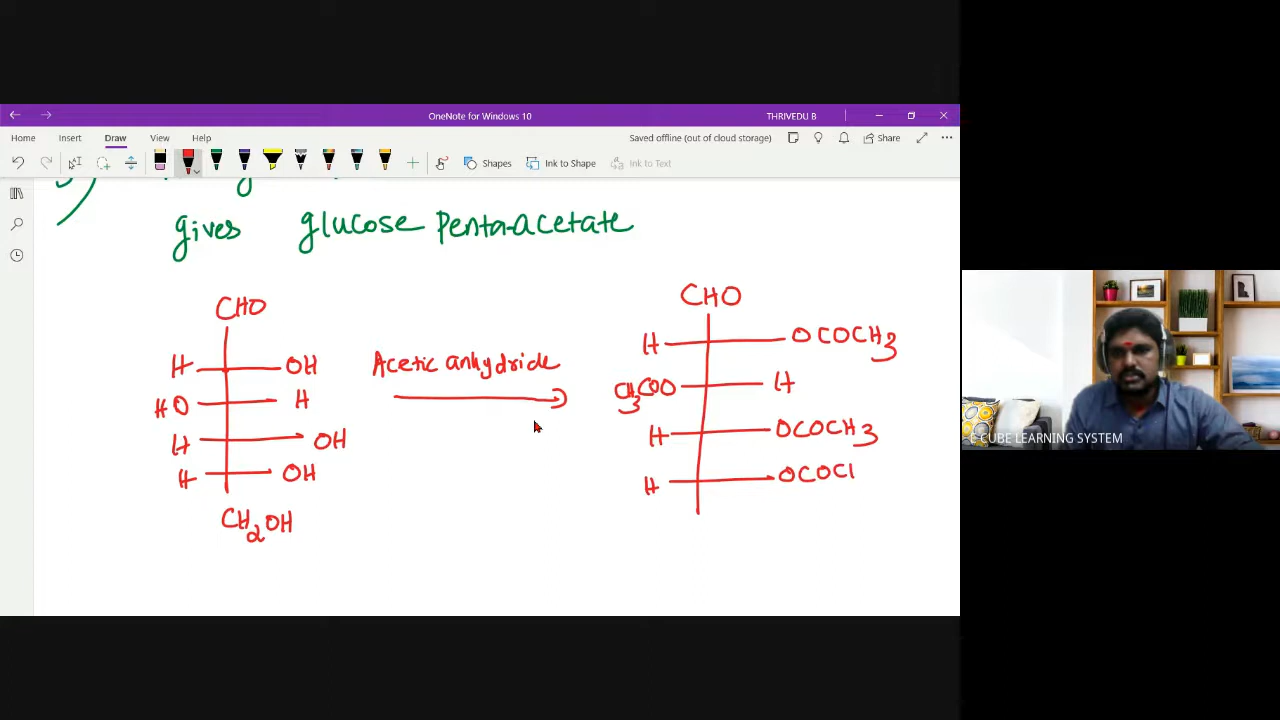 OneNote for Windows 10
THRIVEDU B
Home Insert Draw View Help
Saved offline (out of cloud storage)
Share
Shapes
Ink to Shape
Ink to Text
gives glucose penta-acetate
CHO
H OH
HO H
H OH
H OH
CH2OH
Acetic anhydride
CHO
H OCOCH3
CH3COO H
H OCOCH3
H OCOCl
E CUBE LEARNING SYSTEM